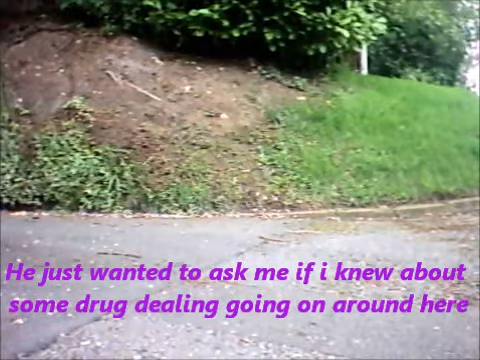 He just wanted to ask me if i knew about
some drug dealing going on around here